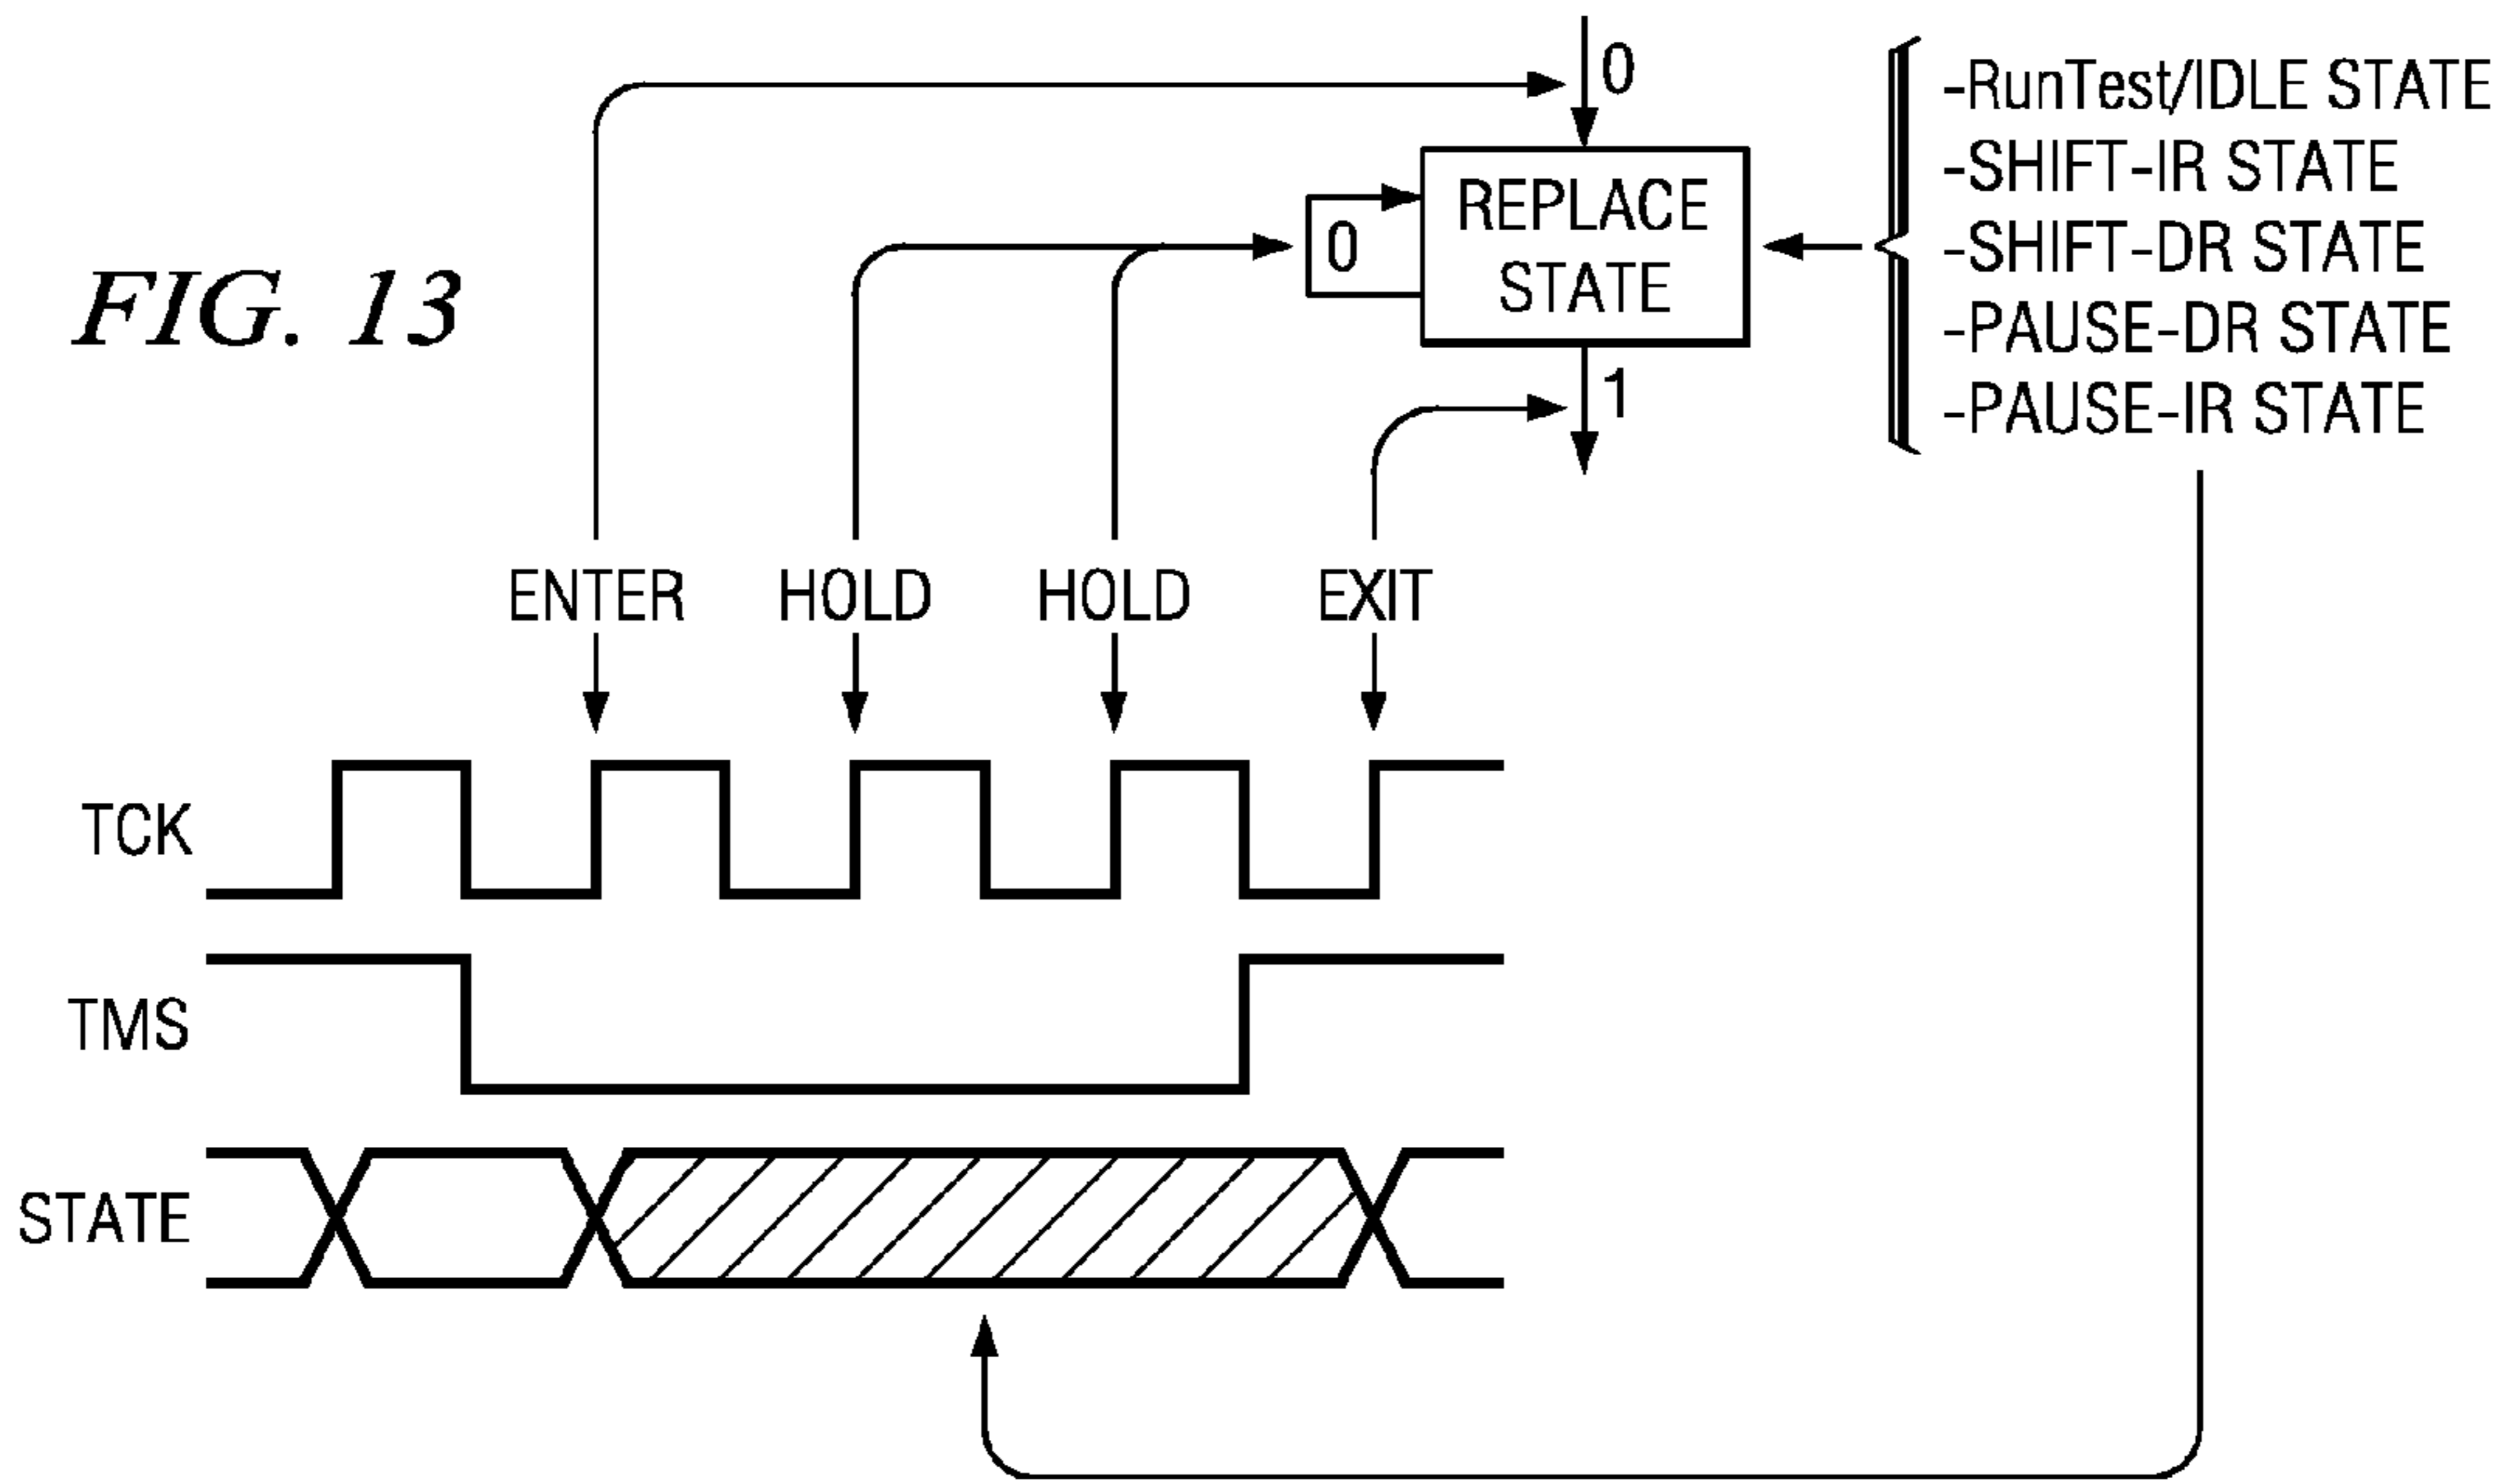 FIG. 13
0
REPLACE
STATE
0
1
-RunTest/IDLE STATE
-SHIFT-IR STATE
-SHIFT-DR STATE
-PAUSE-DR STATE
-PAUSE-IR STATE
ENTER
HOLD
HOLD
EXIT
TCK
TMS
STATE